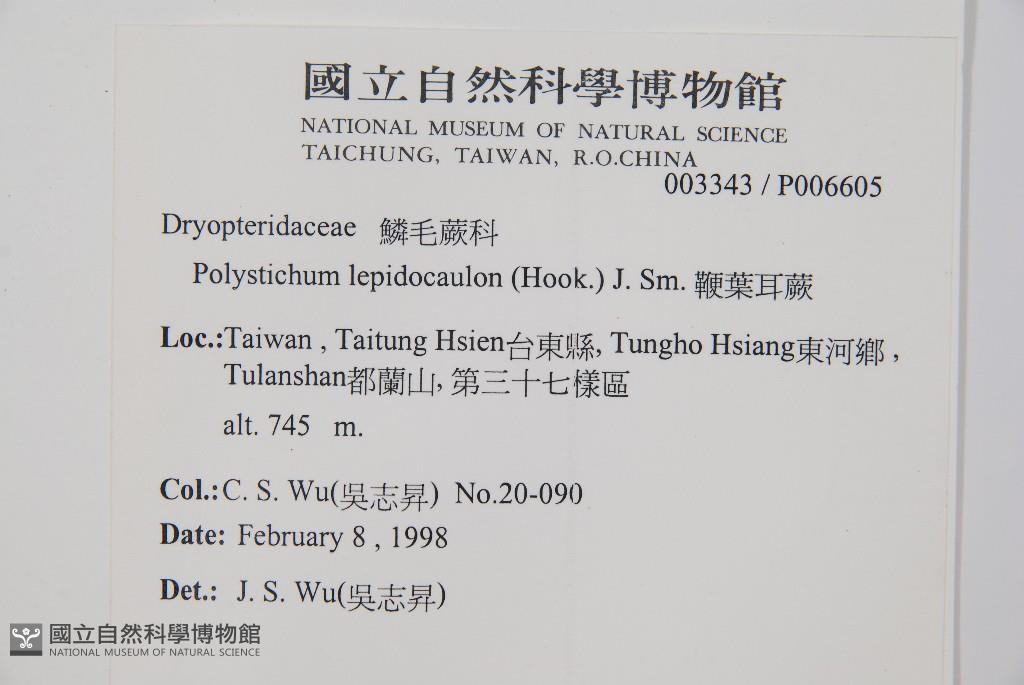 國立自然科學博物館
NATIONAL MUSEUM OF NATURAL SCIENCE
TAICHUNG, TAIWAN, R.O.CHINA
003343 / P006605
Dryopteridaceae 鱗毛蕨科
Polystichum lepidocaulon (Hook.) J. Sm. 鞭葉耳蕨
Loc.:Taiwan , Taitung Hsien台東縣, Tungho Hsiang東河鄉 ,
Tulanshan都蘭山, 第三十七樣區
alt. 745 m.
Col.:C. S. Wu(吳志昇) No.20-090
Date: February 8 , 1998
Det.: J. S. Wu(吳志昇)
國立自然科學博物館
NATIONAL MUSEUM OF NATURAL SCIENCE